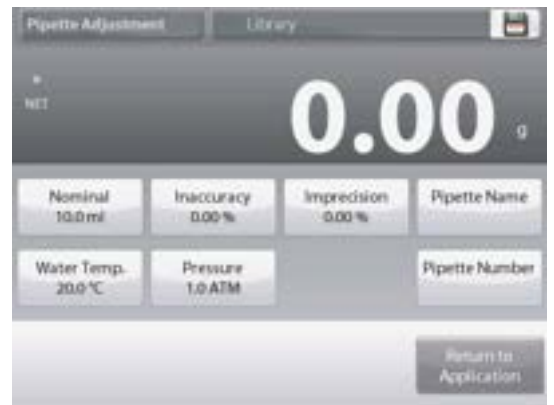 Pipette Adjustment
Library
NET
0.00 g
Nominal
10.0 ml
Inaccuracy
0.00 %
Imprecision
0.00 %
Pipette Name
Water Temp.
20.0 °C
Pressure
1.0 ATM
Pipette Number
Return to
Application